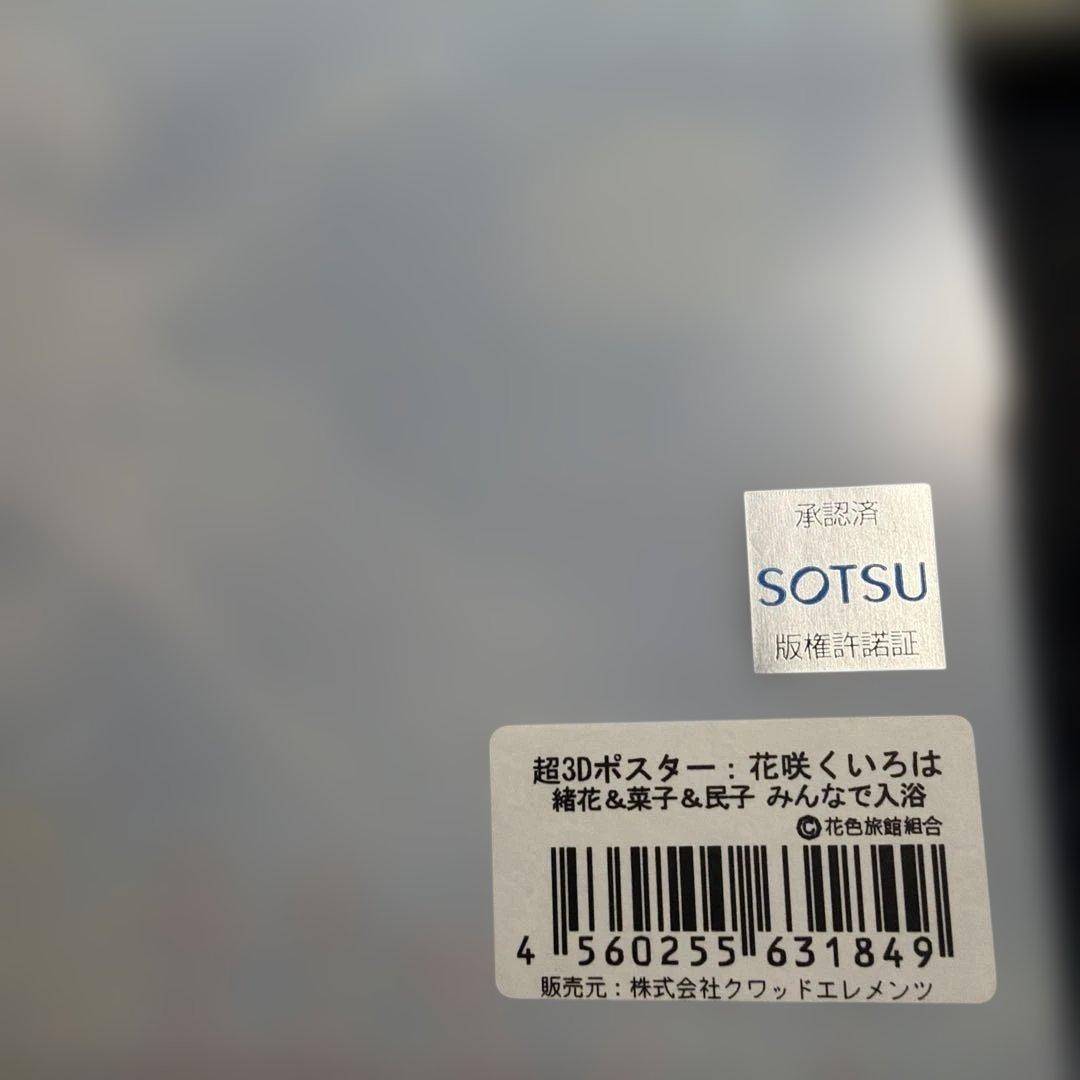 承認済
SOTSU
版権許諾証
超3Dポスター：花咲くいろは
緒花＆菜子＆民子 みんなで入浴
©花色旅館組合
4 560255 631849
販売元：株式会社クワッドエレメンツ